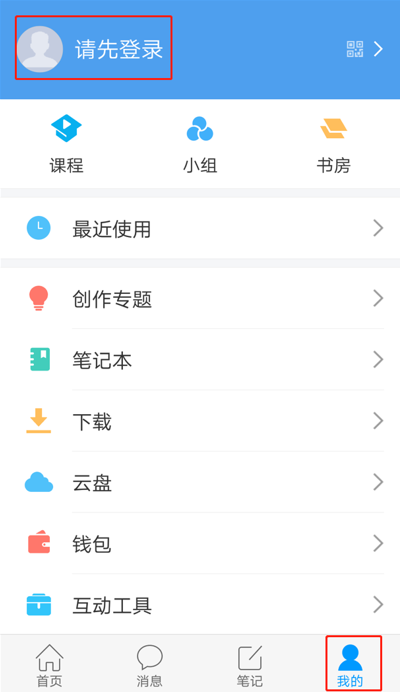 请先登录
课程 小组 书房
最近使用
创作专题
笔记本
下载
云盘
钱包
互动工具
首页 消息 笔记 我的